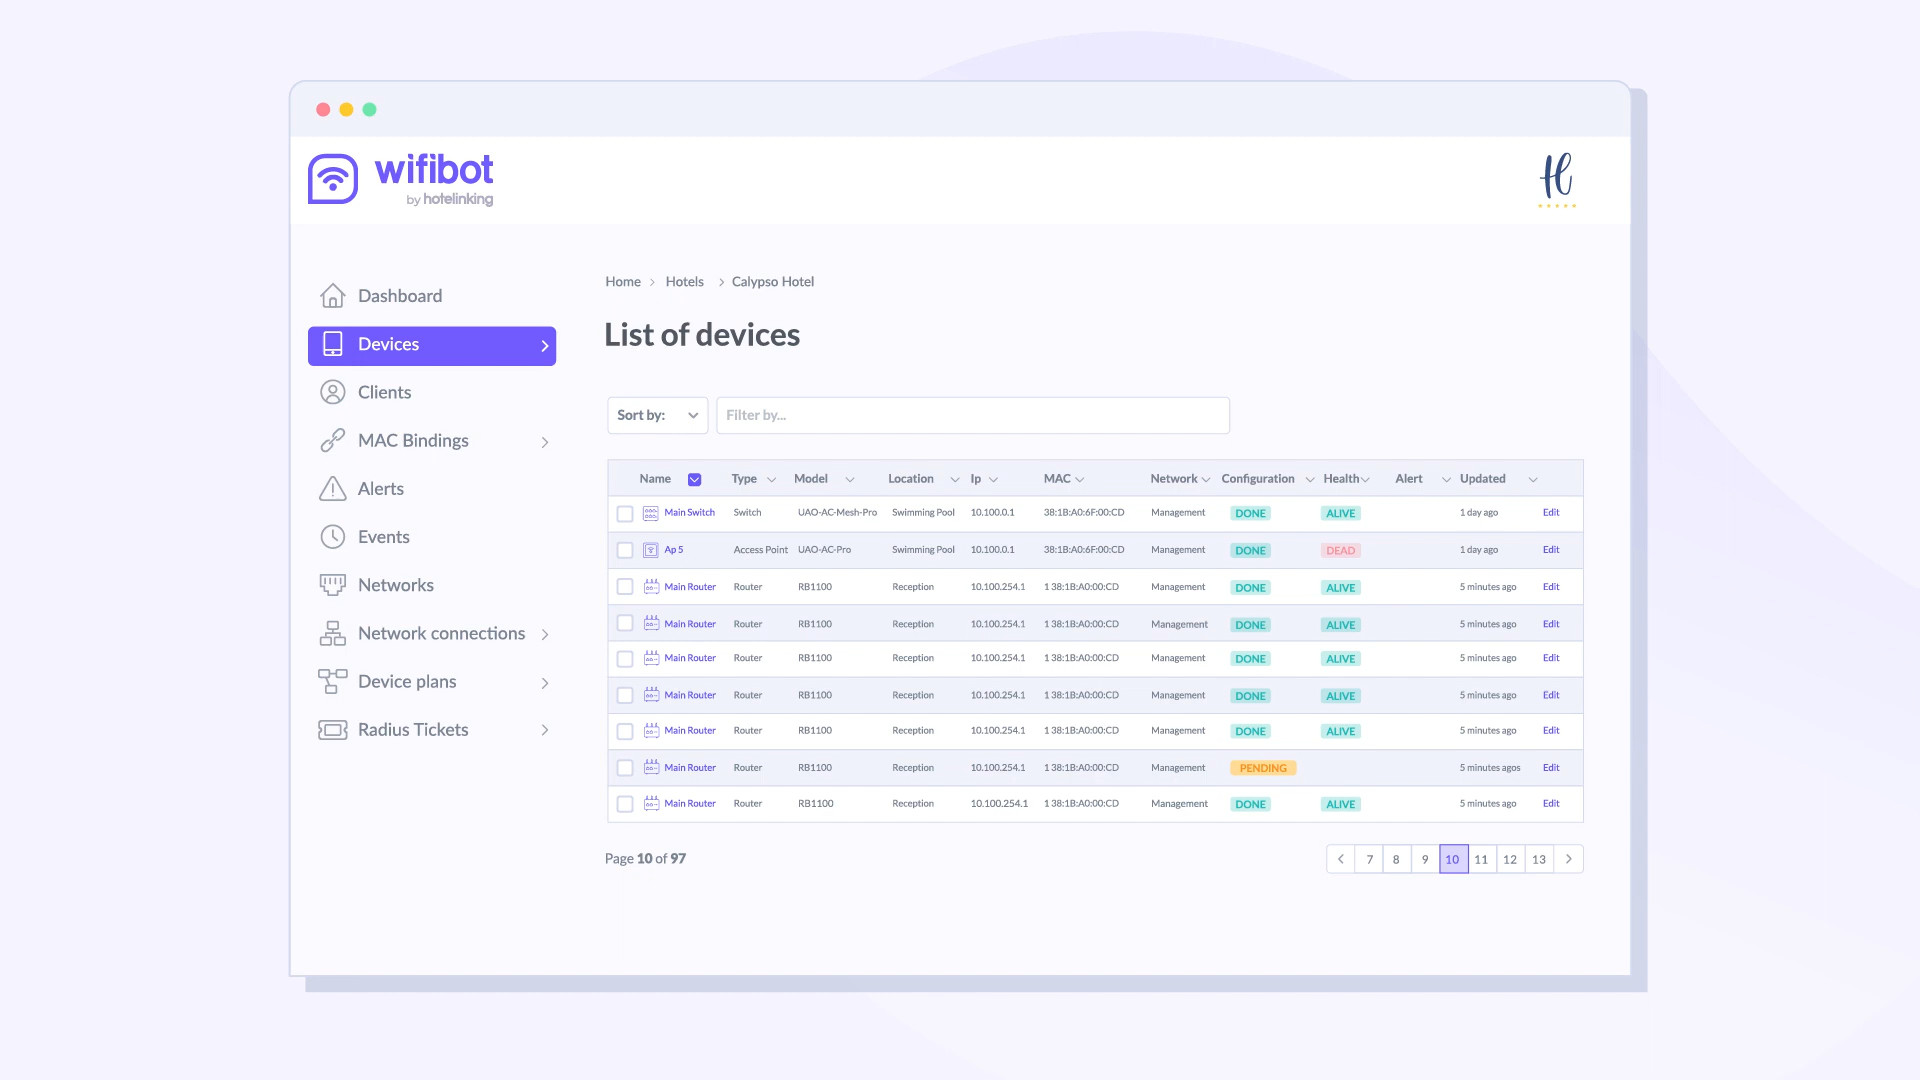 wifibot
by hotelinking
H
Dashboard
Devices
Clients
MAC Bindings
Alerts
Events
Networks
Network connections
Device plans
Radius Tickets
Home Hotels Calypso Hotel
List of devices
Sort by: Filter by...
Name Type Model Location Ip MAC Network Configuration Health Alert Updated
Main Switch Switch UAO-AC-Mesh-Pro Swimming Pool 10.100.0.1 38:1B:A0:6F:00:CD Management DONE ALIVE 1 day ago Edit
Ap 5 Access Point UAO-AC-Pro Swimming Pool 10.100.0.1 38:1B:A0:6F:00:CD Management DONE DEAD 1 day ago Edit
Main Router Router RB1100 Reception 10.100.254.1 1 38:1B:A0:00:CD Management DONE ALIVE 5 minutes ago Edit
Main Router Router RB1100 Reception 10.100.254.1 1 38:1B:A0:00:CD Management DONE ALIVE 5 minutes ago Edit
Main Router Router RB1100 Reception 10.100.254.1 1 38:1B:A0:00:CD Management DONE ALIVE 5 minutes ago Edit
Main Router Router RB1100 Reception 10.100.254.1 1 38:1B:A0:00:CD Management DONE ALIVE 5 minutes ago Edit
Main Router Router RB1100 Reception 10.100.254.1 1 38:1B:A0:00:CD Management DONE ALIVE 5 minutes ago Edit
Main Router Router RB1100 Reception 10.100.254.1 1 38:1B:A0:00:CD Management PENDING 5 minutes agos Edit
Main Router Router RB1100 Reception 10.100.254.1 1 38:1B:A0:00:CD Management DONE ALIVE 5 minutes ago Edit
Page 10 of 97
7 8 9 10 11 12 13